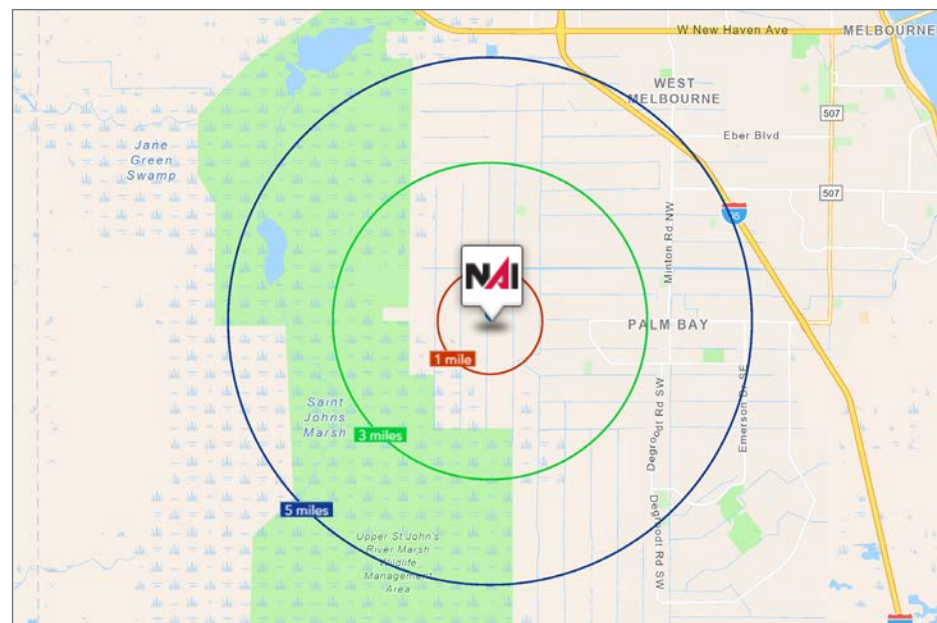 W New Haven Ave
MELBOURNE
WEST
MELBOURNE
507
Eber Blvd
Jane
Green
Swamp
507
95
Minton Rd NW
NAI
PALM BAY
1 mile
Saint
Johns
Marsh
3 miles
Degroodt Rd SW
Emerson Dr SE
5 miles
Degroodt Rd SW
Upper St John's
River Marsh
Wildlife
Management
Area